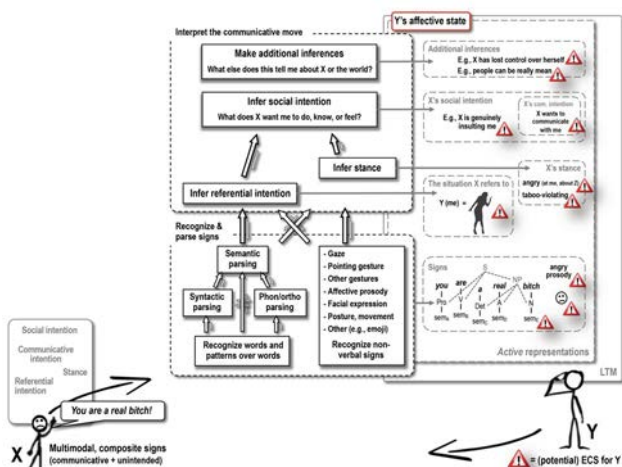 Interpret the communicative move
Make additional inferences
What else does this tell me about X or the world?
Infer social intention
What does X want me to do, know, or feel?
Infer stance
Infer referential intention
Recognize &
parse signs
Semantic
parsing
Syntactic
parsing
Phon/ortho
parsing
Recognize words and
patterns over words
- Gaze
- Pointing gesture
- Other gestures
- Affective prosody
- Facial expression
- Posture, movement
- Other (e.g., emoji)
Recognize non-
verbal signs
Y's affective state
Additional inferences
E.g., X has lost control over herself
E.g., people can be really mean
X's social intention
E.g., X is genuinely
insulting me
X's com. intention
X wants to
communicate
with me
X's stance
angry (at me, about Z)
taboo-violating
The situation X refers to
Y (me) =
Signs
S
NP
you are a real bitch
Pro V Det A N
angry
prosody
Active representations
LTM
Social intention
Communicative
intention
Stance
Referential
intention
You are a real bitch!
X
Multimodal, composite signs
(communicative + unintended)
Y
= (potential) ECS for Y